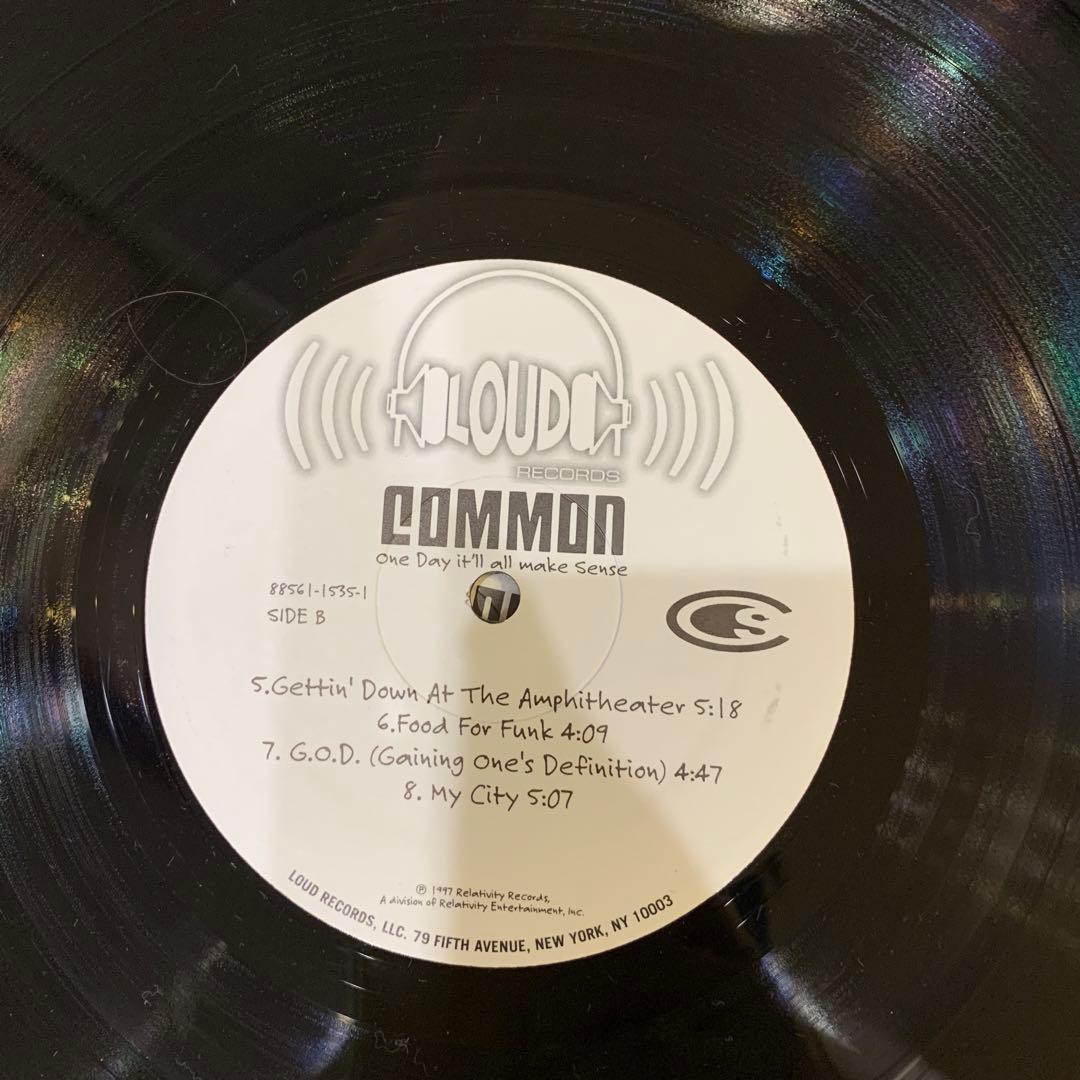 LOUD
RECORDS
COMMON
One Day it'll all make Sense
88561-1535-1
SIDE B
CS
5.Gettin' Down At The Amphitheater 5:18
6.Food For Funk 4:09
7. G.O.D. (Gaining One's Definition) 4:47
8. My City 5:07
℗ 1997 Relativity Records,
A division of Relativity Entertainment, Inc.
LOUD RECORDS, LLC. 79 FIFTH AVENUE, NEW YORK, NY 10003